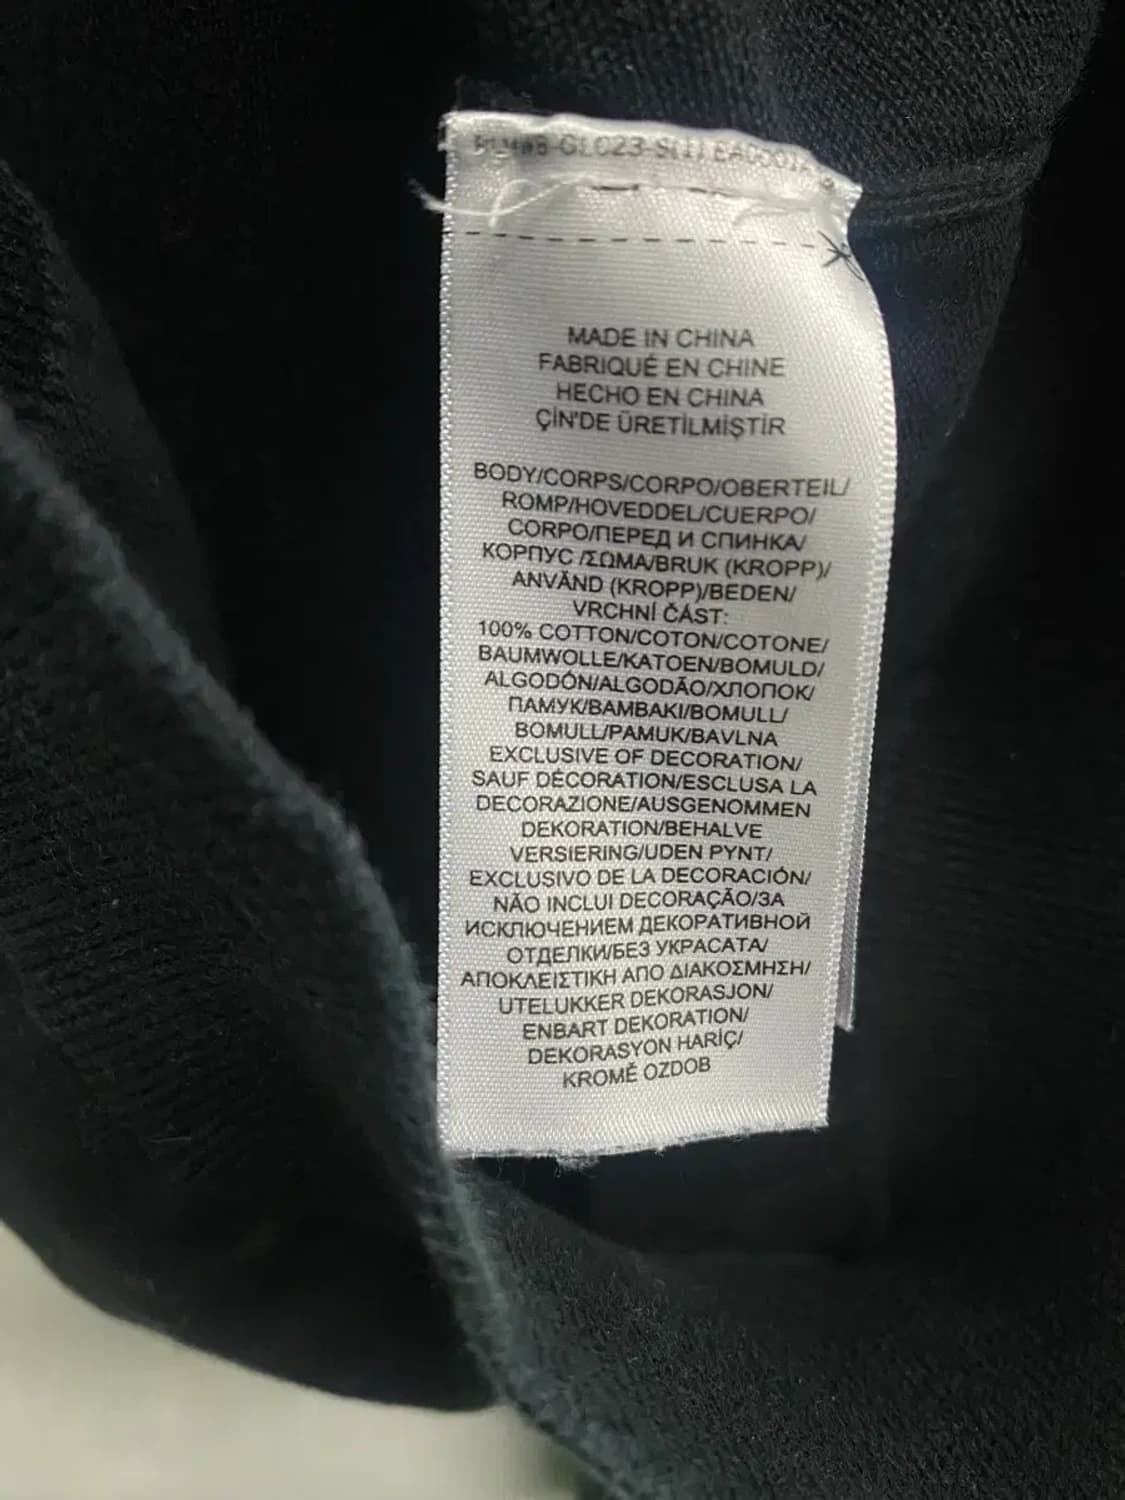 GL023-S(1)
MADE IN CHINA
FABRIQUÉ EN CHINE
HECHO EN CHINA
ÇİN'DE ÜRETİLMİŞTİR
BODY/CORPS/CORPO/OBERTEIL/
ROMP/HOVEDDEL/CUERPO/
CORPO/ПЕРЕД И СПИНКА/
КОРПУС /ΣΩΜΑ/BRUK (KROPP)/
ANVÄND (KROPP)/BEDEN/
VRCHNÍ ČÁST:
100% COTTON/COTON/COTONE/
BAUMWOLLE/KATOEN/BOMULD/
ALGODÓN/ALGODÃO/ХЛОПОК/
ПАМУК/ΒΑΜΒΑΚΙ/BOMULL/
BOMULL/PAMUK/BAVLNA
EXCLUSIVE OF DECORATION/
SAUF DÉCORATION/ESCLUSA LA
DECORAZIONE/AUSGENOMMEN
DEKORATION/BEHALVE
VERSIERING/UDEN PYNT/
EXCLUSIVO DE LA DECORACIÓN/
NÃO INCLUI DECORAÇÃO/ЗА
ИСКЛЮЧЕНИЕМ ДЕКОРАТИВНОЙ
ОТДЕЛКИ/БЕЗ УКРАСАТА/
ΑΠΟΚΛΕΙΣΤΙΚΗ ΑΠΟ ΔΙΑΚΟΣΜΗΣΗ/
UTELUKKER DEKORASJON/
ENBART DEKORATION/
DEKORASYON HARİÇ/
KROMĚ OZDOB